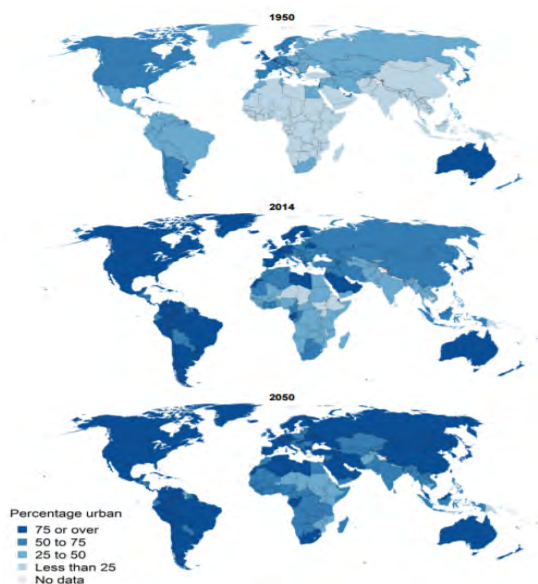 1950
2014
2050
Percentage urban
75 or over
50 to 75
25 to 50
Less than 25
No data